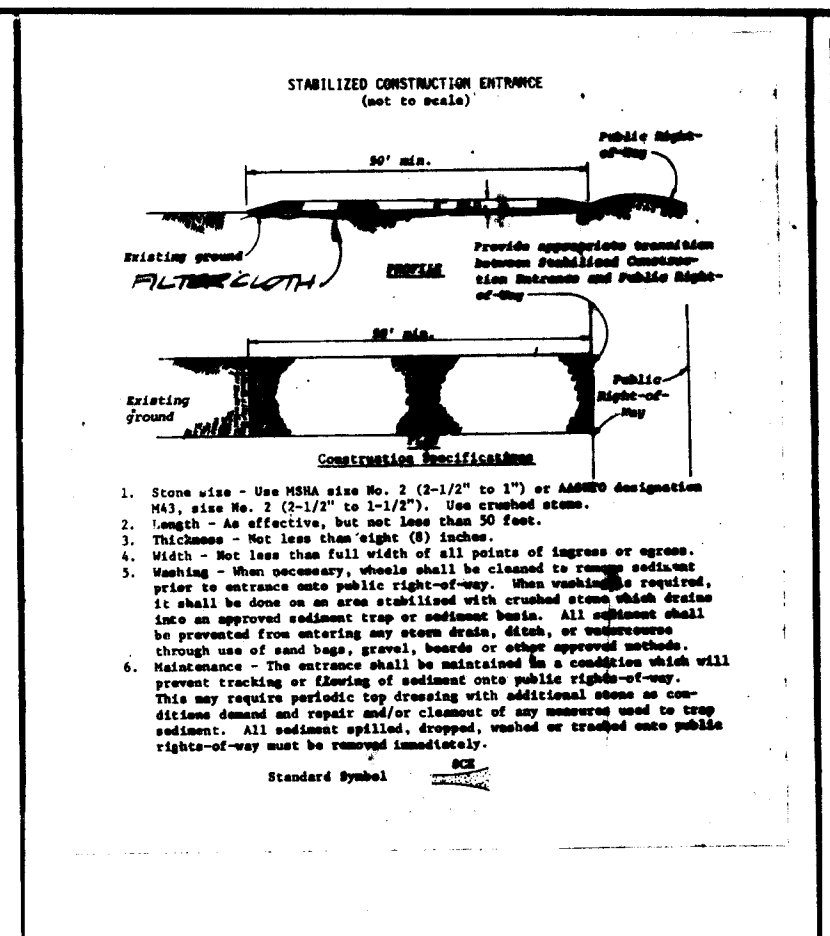 STABILIZED CONSTRUCTION ENTRANCE
(not to scale)
Public Right-
of-Way
50' min.
Existing ground
FILTER CLOTH
PROFILE
Provide appropriate transition
between Stabilized Construc-
tion Entrance and Public Right-
of-Way
50' min.
Existing
ground
Public
Right-of-
Way
Construction Specifications
1. Stone size - Use MSHA size No. 2 (2-1/2" to 1") or AASHTO designation
M43, size No. 2 (2-1/2" to 1-1/2"). Use crushed stone.
2. Length - As effective, but not less than 50 feet.
3. Thickness - Not less than eight (8) inches.
4. Width - Not less than full width of all points of ingress or egress.
5. Washing - When necessary, wheels shall be cleaned to remove sediment
prior to entrance onto public right-of-way. When washing is required,
it shall be done on an area stabilized with crushed stone which drains
into an approved sediment trap or sediment basin. All sediment shall
be prevented from entering any storm drain, ditch, or watercourse
through use of sand bags, gravel, boards or other approved methods.
6. Maintenance - The entrance shall be maintained in a condition which will
prevent tracking or flowing of sediment onto public rights-of-way.
This may require periodic top dressing with additional stone as con-
ditions demand and repair and/or cleanout of any measures used to trap
sediment. All sediment spilled, dropped, washed or tracked onto public
rights-of-way must be removed immediately.
SCE
Standard Symbol